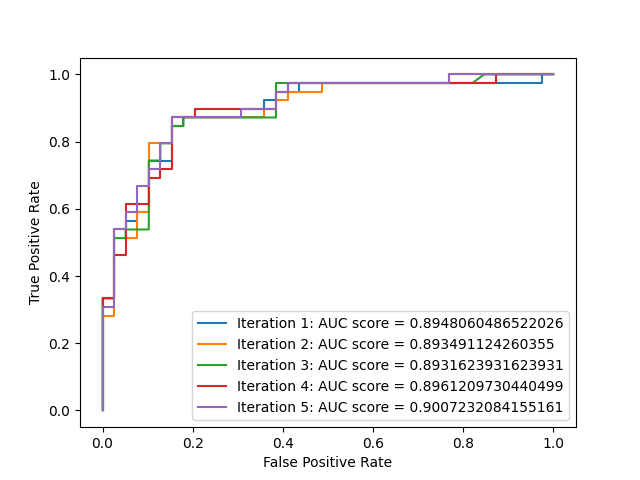 1.0
0.8
0.6
0.4
0.2
0.0
True Positive Rate
Iteration 1: AUC score = 0.8948060486522026
Iteration 2: AUC score = 0.893491124260355
Iteration 3: AUC score = 0.8931623931623931
Iteration 4: AUC score = 0.8961209730440499
Iteration 5: AUC score = 0.9007232084155161
0.0 0.2 0.4 0.6 0.8 1.0
False Positive Rate